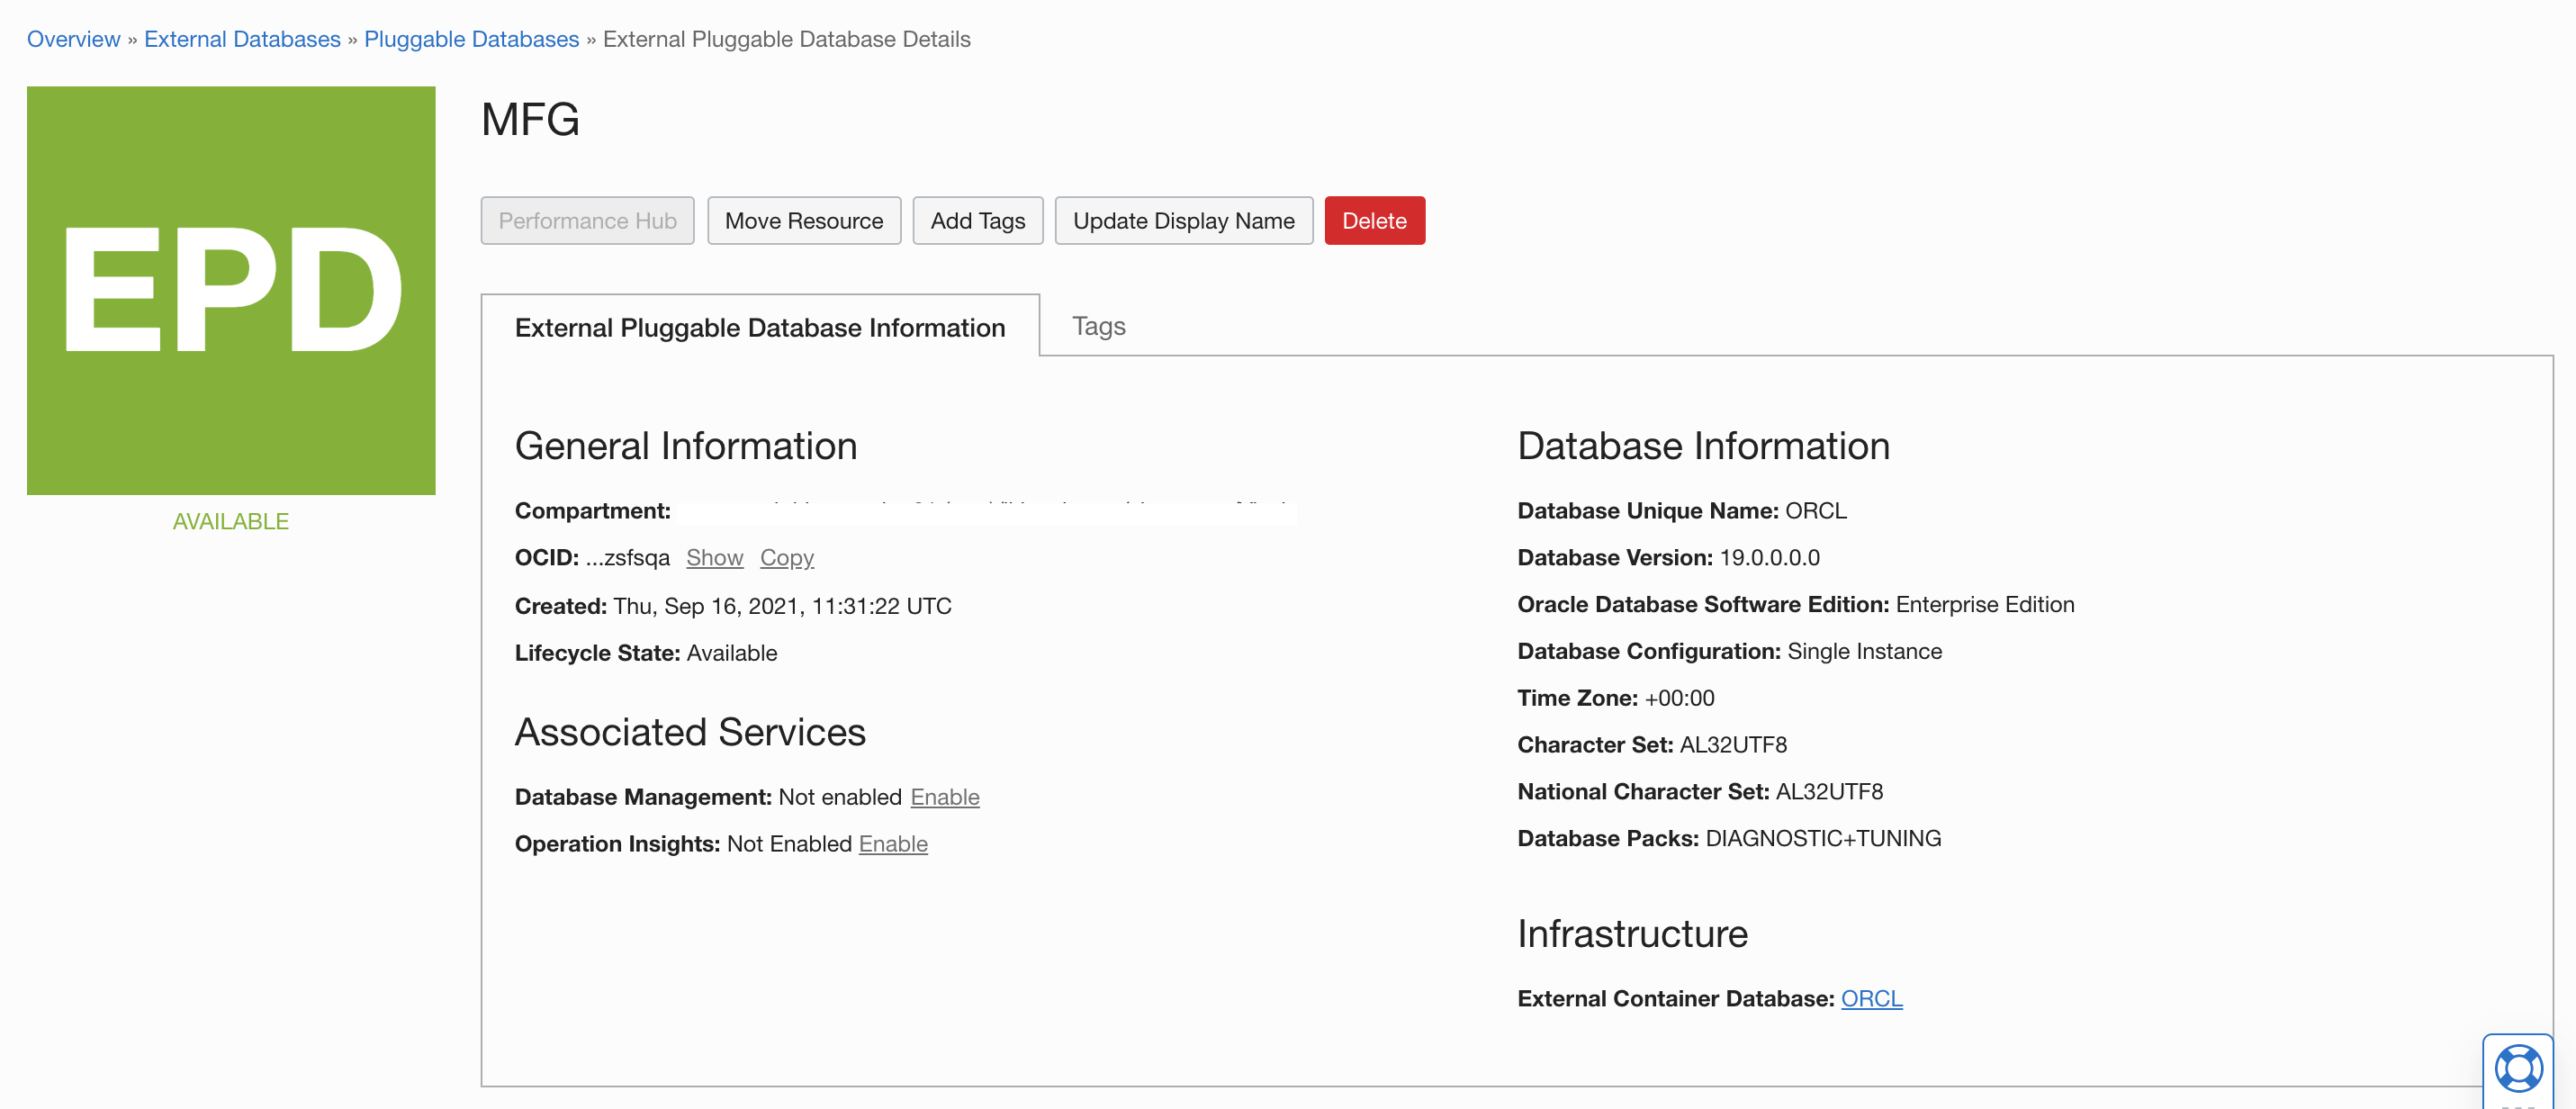 Overview » External Databases » Pluggable Databases » External Pluggable Database Details
EPD
AVAILABLE
MFG
Performance Hub Move Resource Add Tags Update Display Name Delete
External Pluggable Database Information Tags
General Information
Compartment:
OCID: ...zsfsqa Show Copy
Created: Thu, Sep 16, 2021, 11:31:22 UTC
Lifecycle State: Available
Associated Services
Database Management: Not enabled Enable
Operation Insights: Not Enabled Enable
Database Information
Database Unique Name: ORCL
Database Version: 19.0.0.0.0
Oracle Database Software Edition: Enterprise Edition
Database Configuration: Single Instance
Time Zone: +00:00
Character Set: AL32UTF8
National Character Set: AL32UTF8
Database Packs: DIAGNOSTIC+TUNING
Infrastructure
External Container Database: ORCL